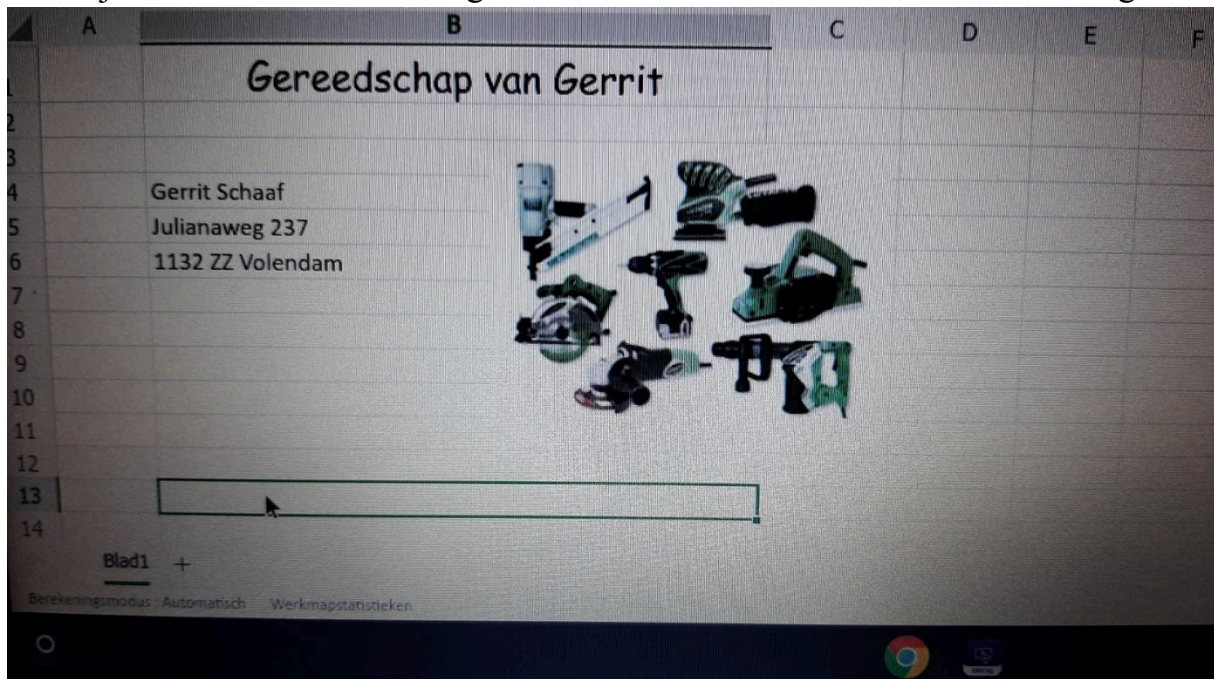 A B C D E F
1 Gereedschap van Gerrit
2
3
4 Gerrit Schaaf
5 Julianaweg 237
6 1132 ZZ Volendam
7
8
9
10
11
12
13
14
Blad1 +
Berekeningsmodus : Automatisch Werkmapstatistieken